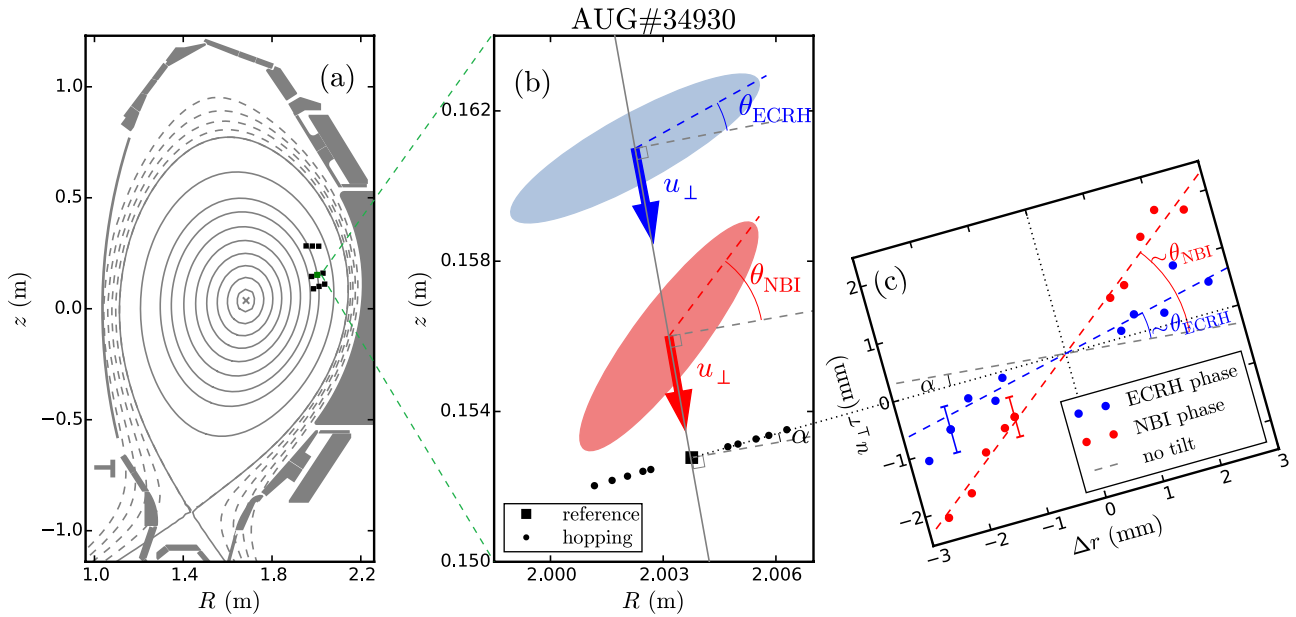 AUG#34930
(a)
z (m)
1.0
0.5
0.0
−0.5
−1.0
1.0
1.4
1.8
2.2
R (m)
(b)
z (m)
0.162
0.158
0.154
0.150
2.000
2.003
2.006
R (m)
θECRH
u⊥
θNBI
u⊥
α
reference
hopping
(c)
∼θNBI
∼θECRH
α
u⊥τ (mm)
2
1
0
−1
−2
−3
−2
−1
0
1
2
3
Δr (mm)
ECRH phase
NBI phase
no tilt